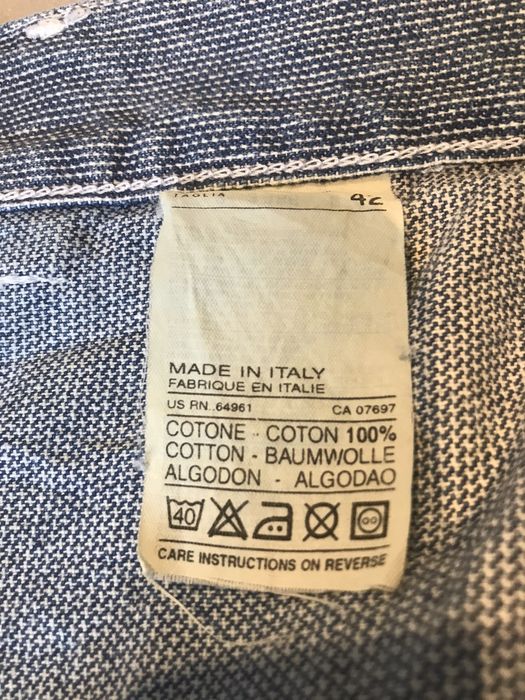 TAGLIA 42
MADE IN ITALY
FABRIQUE EN ITALIE
US RN. 64961 CA 07697
COTONE - COTON 100%
COTTON - BAUMWOLLE
ALGODON - ALGODAO
40
CARE INSTRUCTIONS ON REVERSE